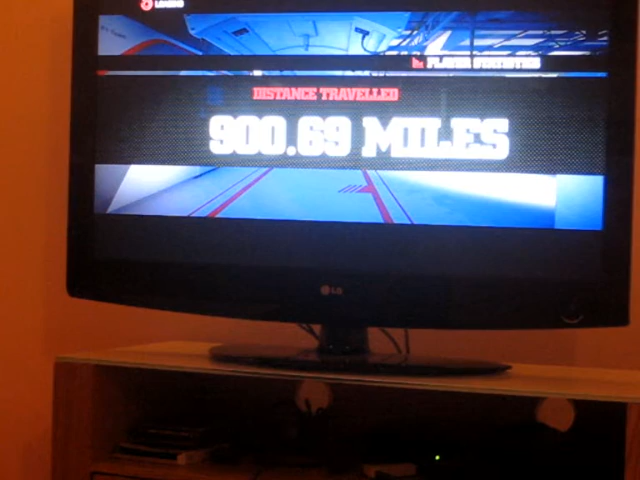 PLAYER STATISTICS
DISTANCE TRAVELLED
900.69 MILES
LG